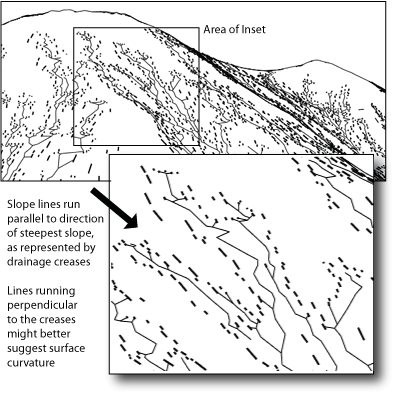 Area of Inset
Slope lines run
parallel to direction
of steepest slope,
as represented by
drainage creases
Lines running
perpendicular
to the creases
might better
suggest surface
curvature